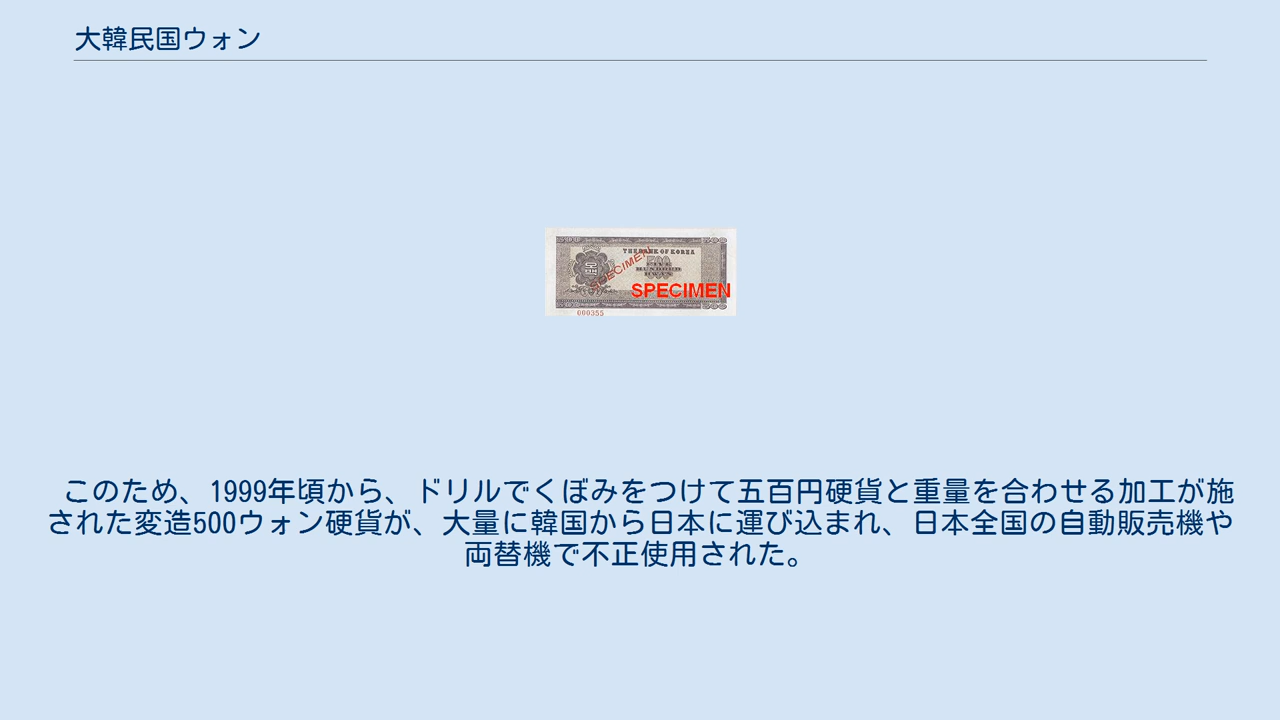 大韓民国ウォン
THE BANK OF KOREA
FIVE
HUNDRED
HWAN
SPECIMEN
SPECIMEN
500
000355
このため、1999年頃から、ドリルでくぼみをつけて五百円硬貨と重量を合わせる加工が施
された変造500ウォン硬貨が、大量に韓国から日本に運び込まれ、日本全国の自動販売機や
両替機で不正使用された。